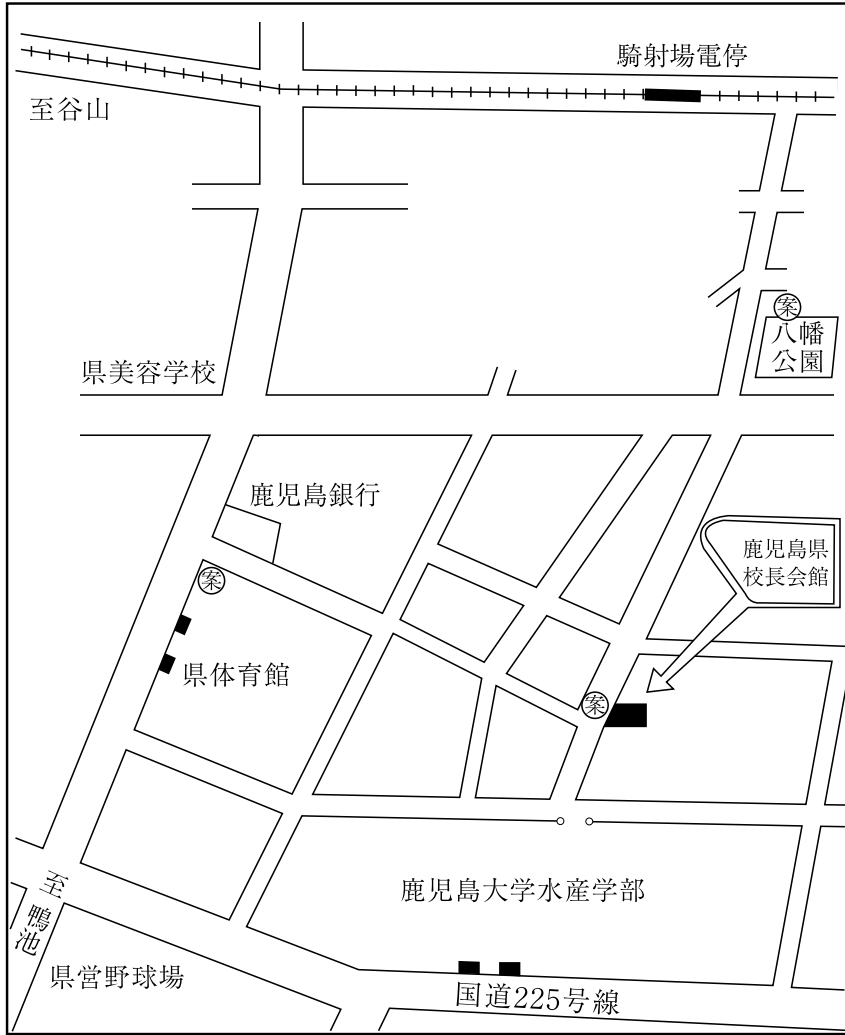 騎射場電停
至谷山
案
八幡
公園
県美容学校
鹿児島銀行
鹿児島県
校長会館
案
県体育館
案
鹿児島大学水産学部
至鴨池
県営野球場
国道225号線